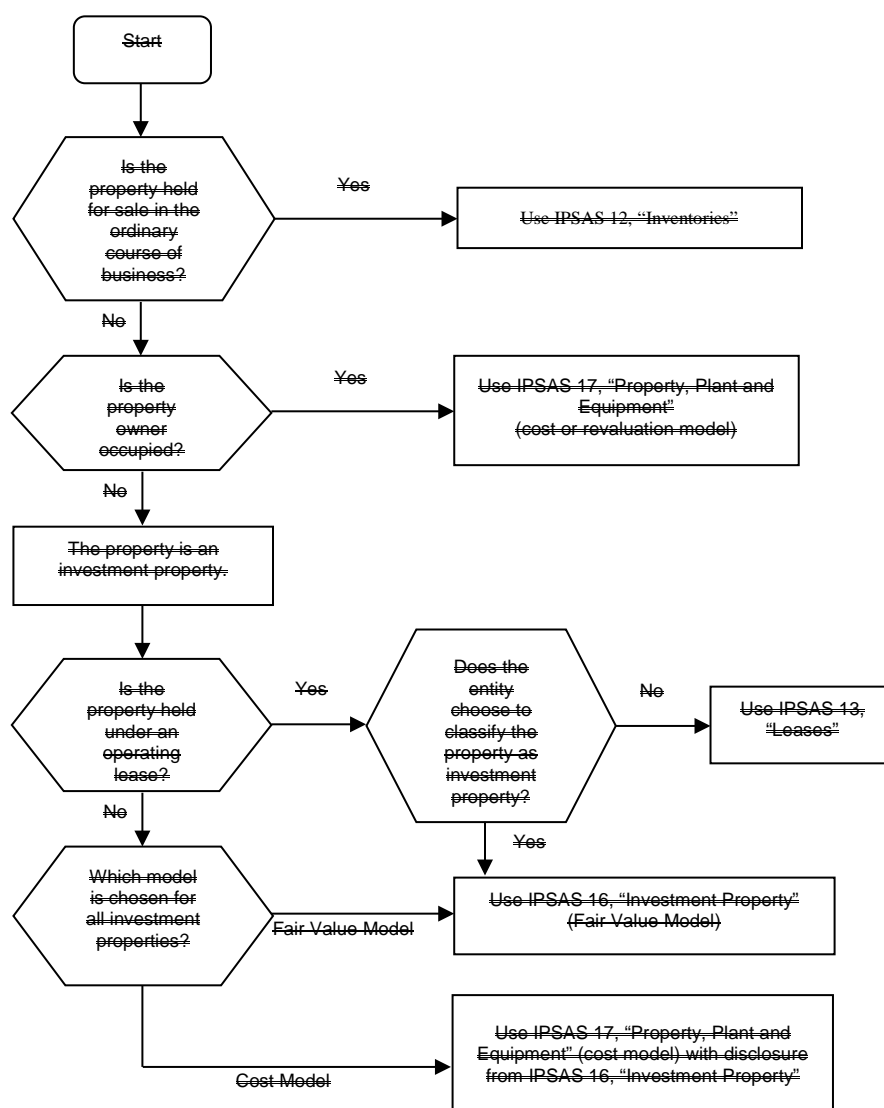 Start
Is the
property held
for sale in the
ordinary
course of
business?
Yes
Use IPSAS 12, “Inventories”
No
Is the
property
owner
occupied?
Yes
Use IPSAS 17, “Property, Plant and
Equipment”
(cost or revaluation model)
No
The property is an
investment property.
Is the
property held
under an
operating
lease?
Yes
Does the
entity
choose to
classify the
property as
investment
property?
No
Use IPSAS 13,
“Leases”
No
Yes
Which model
is chosen for
all investment
properties?
Fair Value Model
Use IPSAS 16, “Investment Property”
(Fair Value Model)
Cost Model
Use IPSAS 17, “Property, Plant and
Equipment” (cost model) with disclosure
from IPSAS 16, “Investment Property”